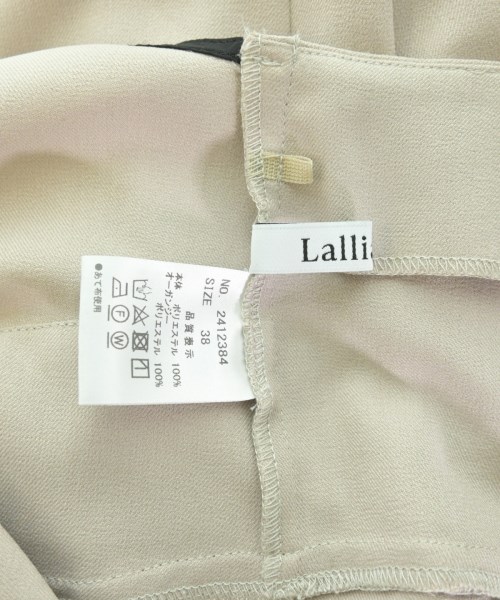 Lallia
NO. 2412384
SIZE 38
品質表示
本体 ポリエステル 100%
オーガンジー
ポリエステル 100%
●あて布使用